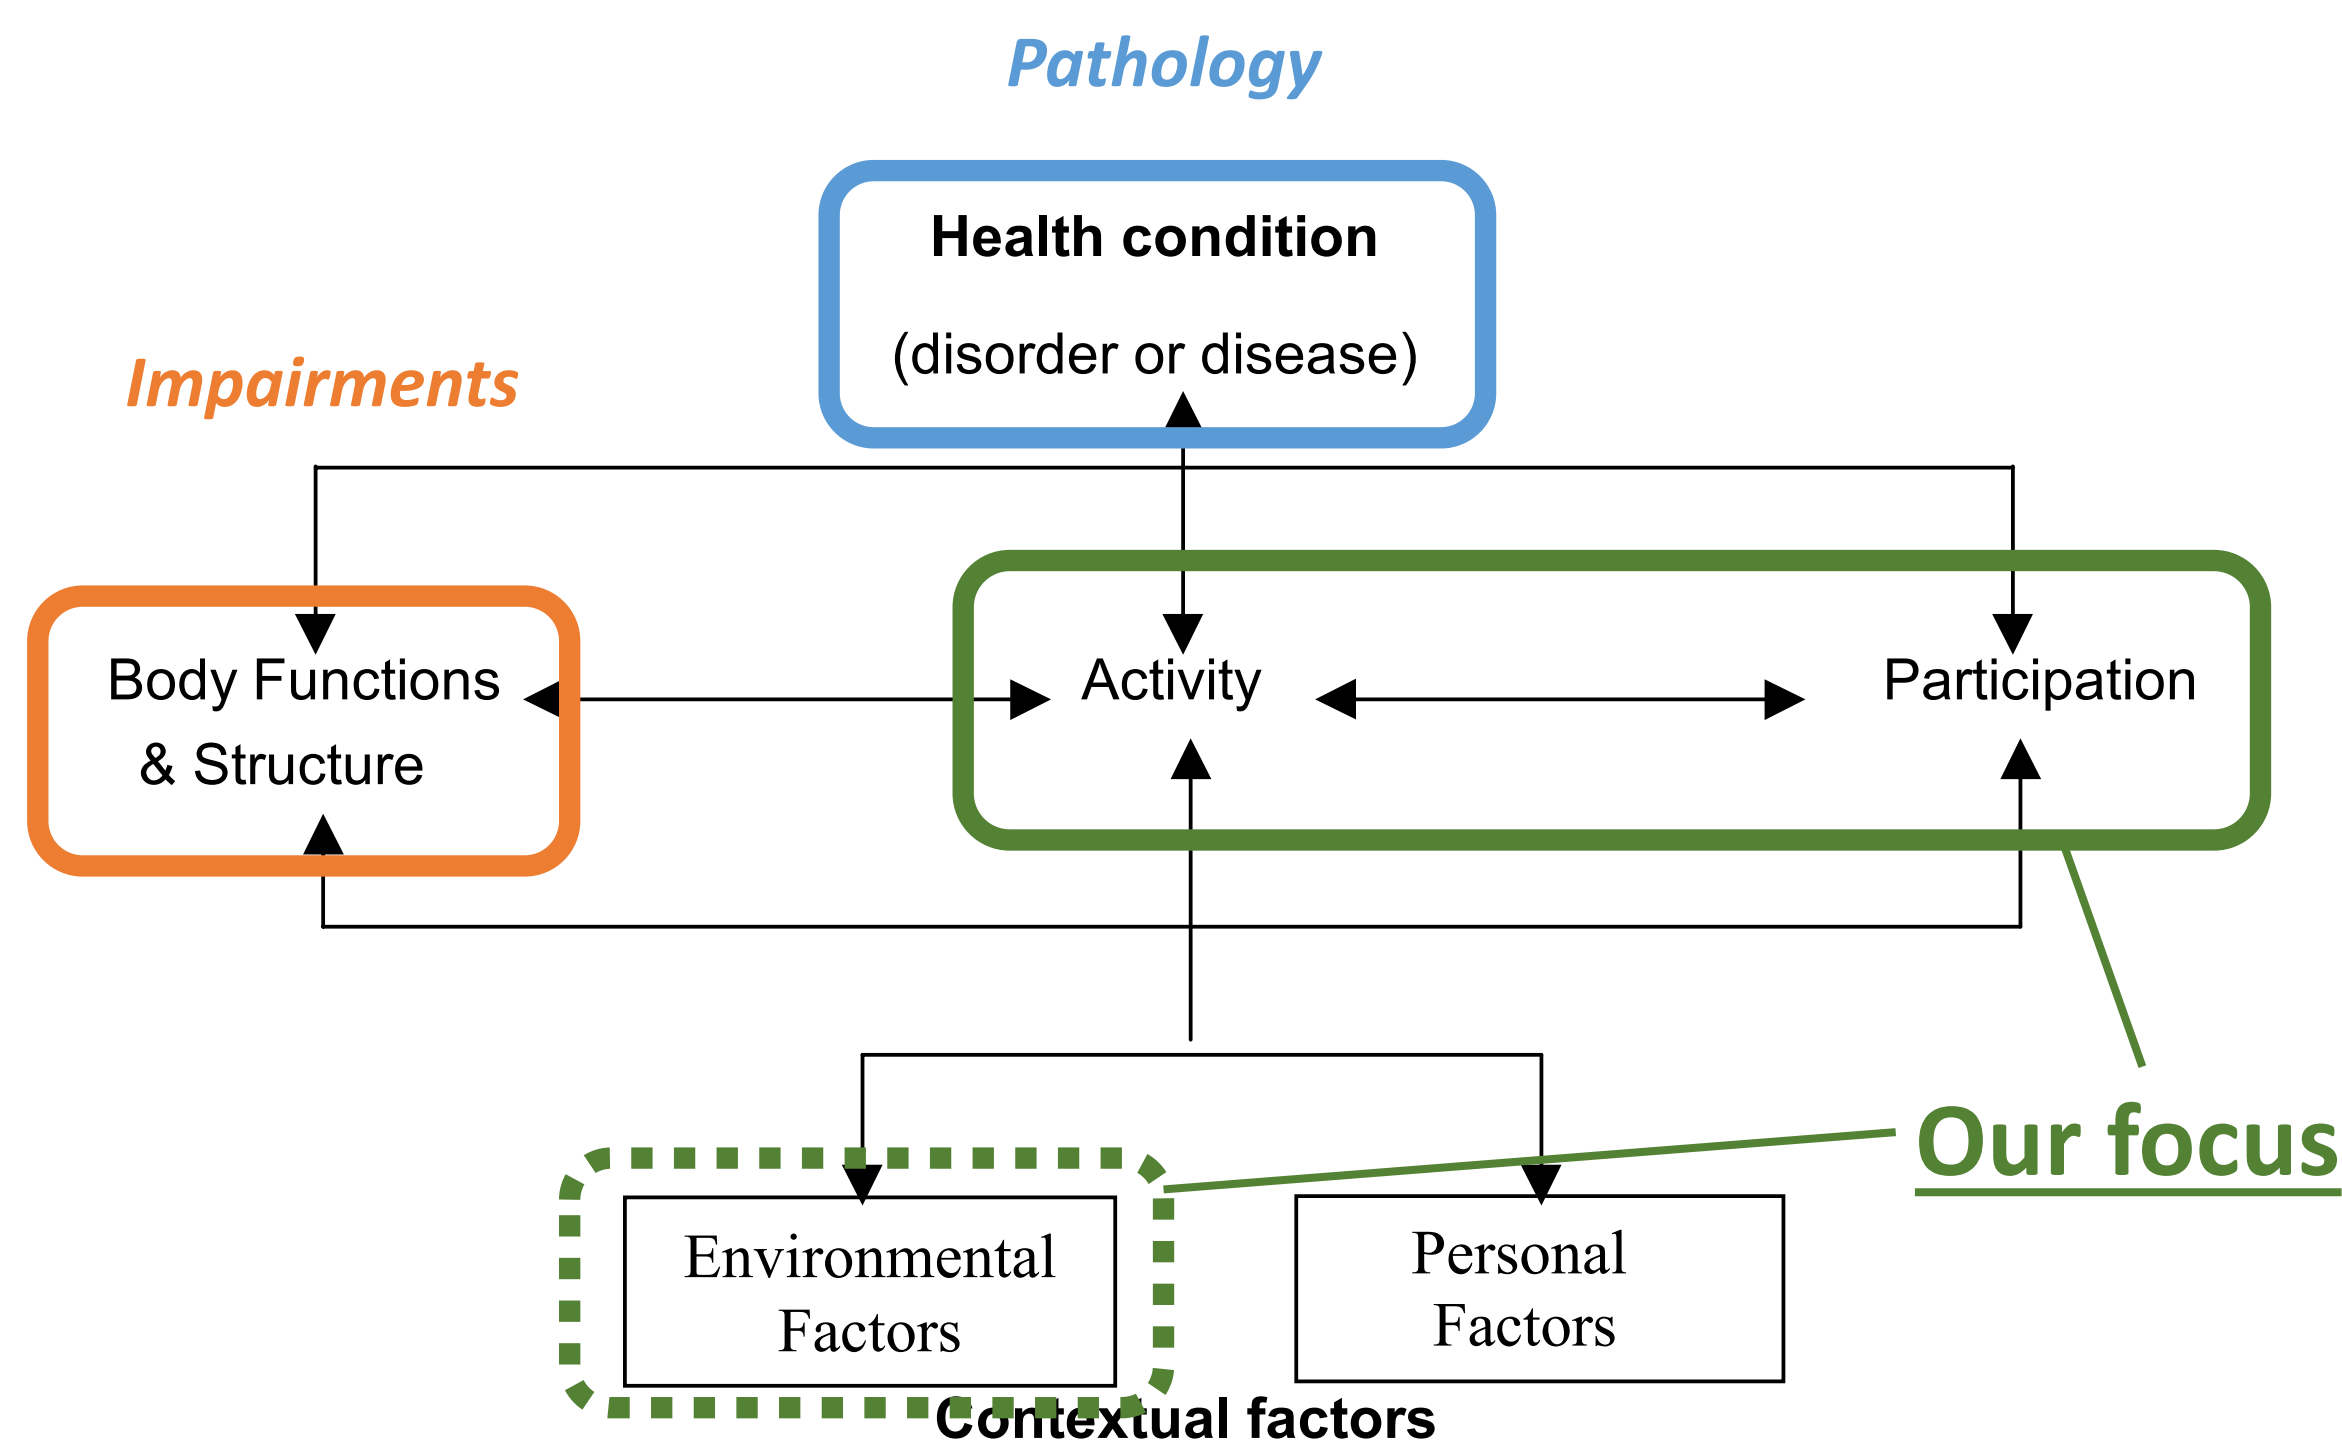 Pathology
Health condition
(disorder or disease)
Impairments
Body Functions
& Structure
Activity
Participation
Our focus
Environmental
Factors
Personal
Factors
Contextual factors